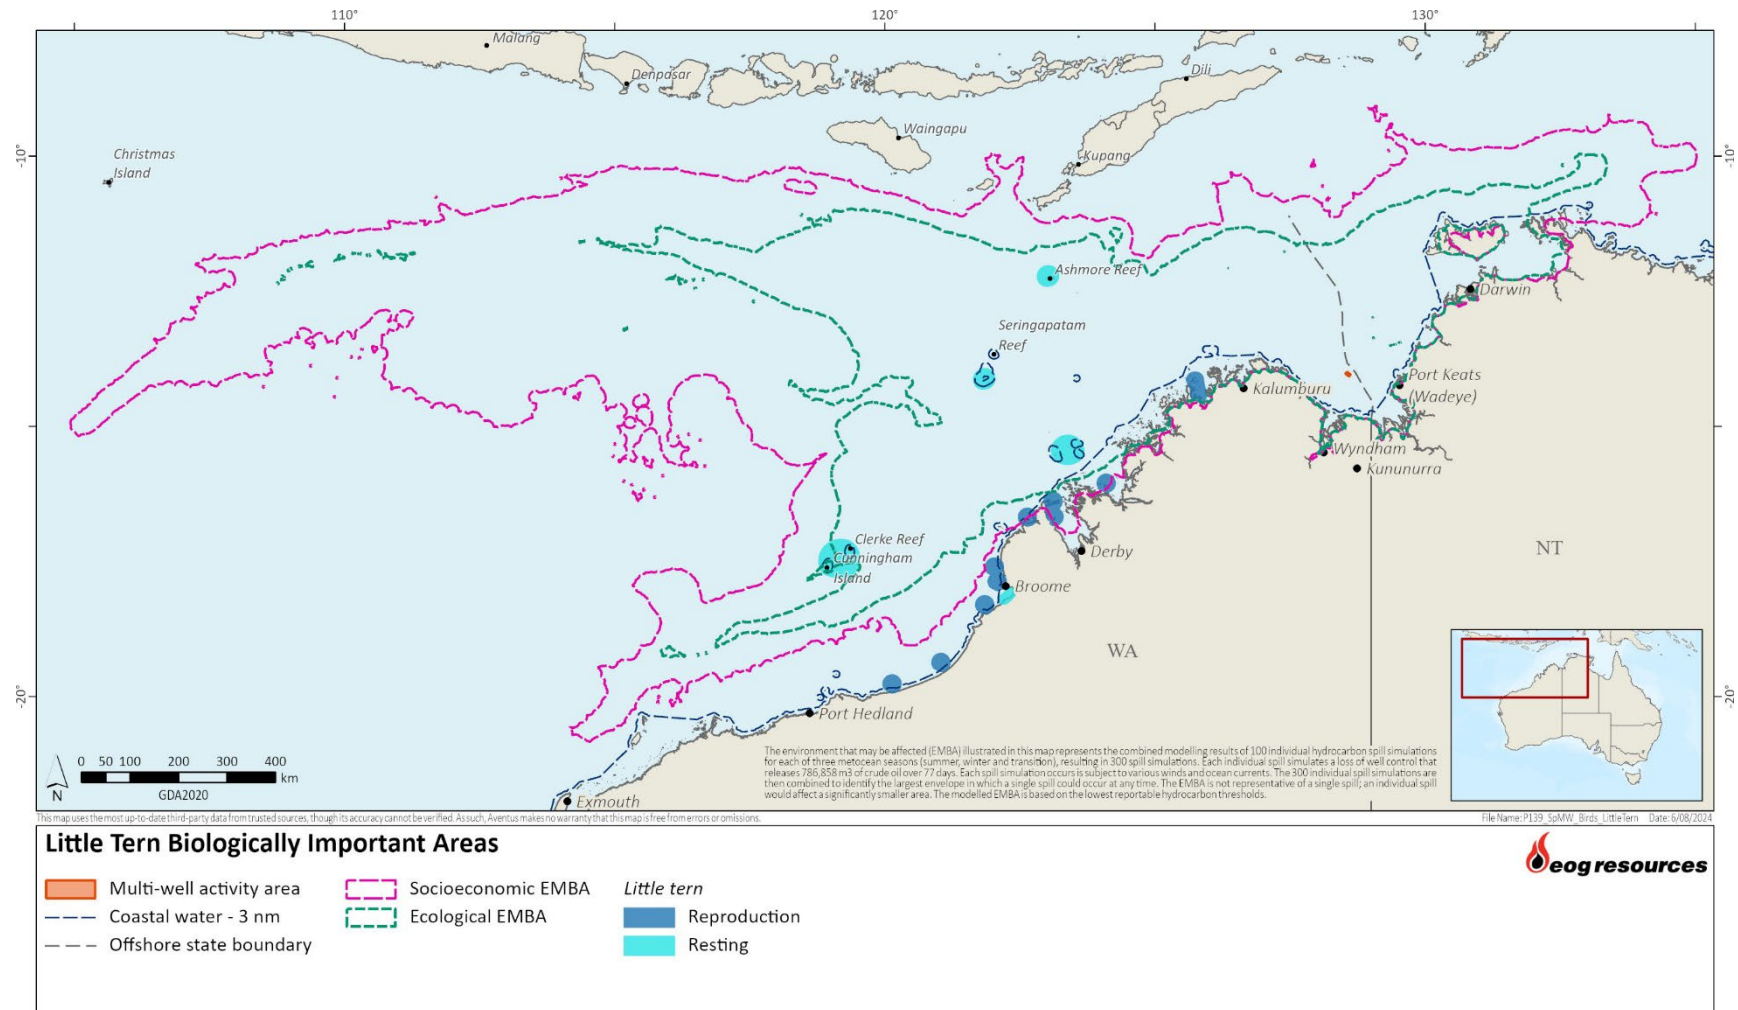 110°
120°
130°
Malang
Denpasar
Dili
Waingapu
-10°
-10°
Christmas
Island
Kupang
Ashmore Reef
Darwin
Seringapatam
Reef
Port Keats
(Wadeye)
Kalumburu
Wyndham
Kununurra
Clerke Reef
Cunningham
Island
Derby
NT
Broome
WA
-20°
-20°
Port Hedland
The environment that may be affected (EMBA) illustrated in this map represents the combined modelling results of 100 individual hydrocarbon spill simulations
for each of three metocean seasons (summer, winter and transition), resulting in 300 spill simulations. Each individual spill simulates a loss of well control that
releases 786,858 m3 of crude oil over 77 days. Each spill simulation occurs is subject to various winds and ocean currents. The 300 individual spill simulations are
then combined to identify the largest envelope in which a single spill could occur at any time. The EMBA is not representative of a single spill; an individual spill
would affect a significantly smaller area. The modelled EMBA is based on the lowest reportable hydrocarbon thresholds.
0 50 100 200 300 400
km
N
GDA2020
Exmouth
This map uses the most up-to-date third-party data from trusted sources, though its accuracy cannot be verified. As such, Aventus makes no warranty that this map is free from errors or omissions.
File Name: P139_SpMW_Birds_LittleTern Date: 6/08/2024
Little Tern Biologically Important Areas
eog resources
Multi-well activity area
Socioeconomic EMBA
Little tern
Coastal water - 3 nm
Ecological EMBA
Reproduction
Offshore state boundary
Resting